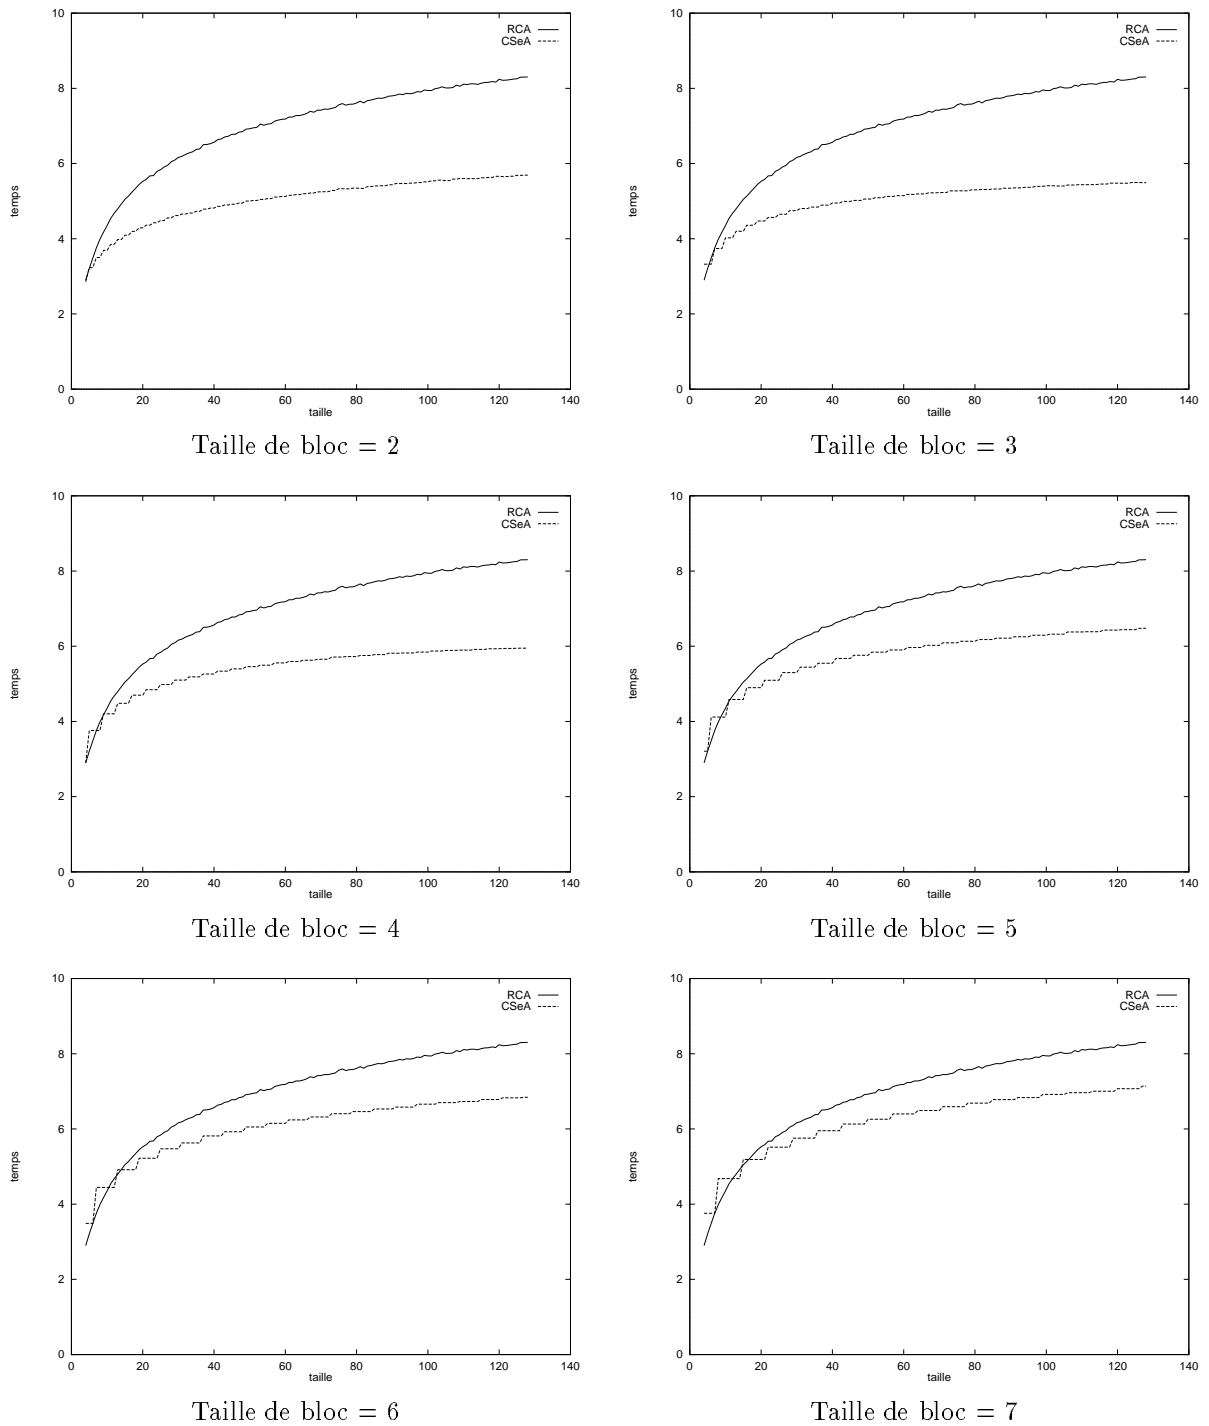 10
8
6
4
2
0
temps
0 20 40 60 80 100 120 140
taille
RCA
CSeA
Taille de bloc = 2
10
8
6
4
2
0
temps
0 20 40 60 80 100 120 140
taille
RCA
CSeA
Taille de bloc = 3
10
8
6
4
2
0
temps
0 20 40 60 80 100 120 140
taille
RCA
CSeA
Taille de bloc = 4
10
8
6
4
2
0
temps
0 20 40 60 80 100 120 140
taille
RCA
CSeA
Taille de bloc = 5
10
8
6
4
2
0
temps
0 20 40 60 80 100 120 140
taille
RCA
CSeA
Taille de bloc = 6
10
8
6
4
2
0
temps
0 20 40 60 80 100 120 140
taille
RCA
CSeA
Taille de bloc = 7